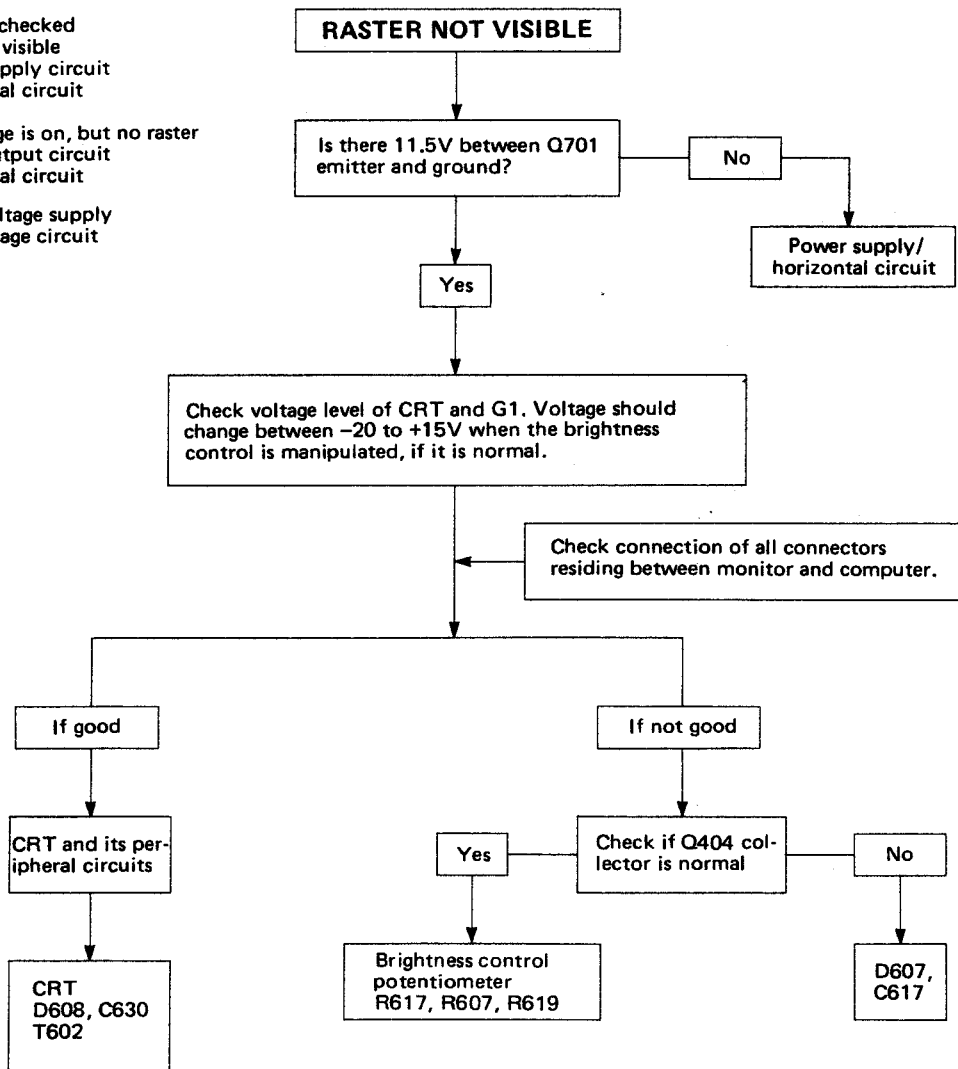 checked
visible
pply circuit
al circuit
ge is on, but no raster
tput circuit
al circuit
ltage supply
age circuit
RASTER NOT VISIBLE
Is there 11.5V between Q701
emitter and ground?
No
Power supply/
horizontal circuit
Yes
Check voltage level of CRT and G1. Voltage should
change between –20 to +15V when the brightness
control is manipulated, if it is normal.
Check connection of all connectors
residing between monitor and computer.
If good
If not good
CRT and its per-
ipheral circuits
Yes
Check if Q404 col-
lector is normal
No
CRT
D608, C630
T602
Brightness control
potentiometer
R617, R607, R619
D607,
C617